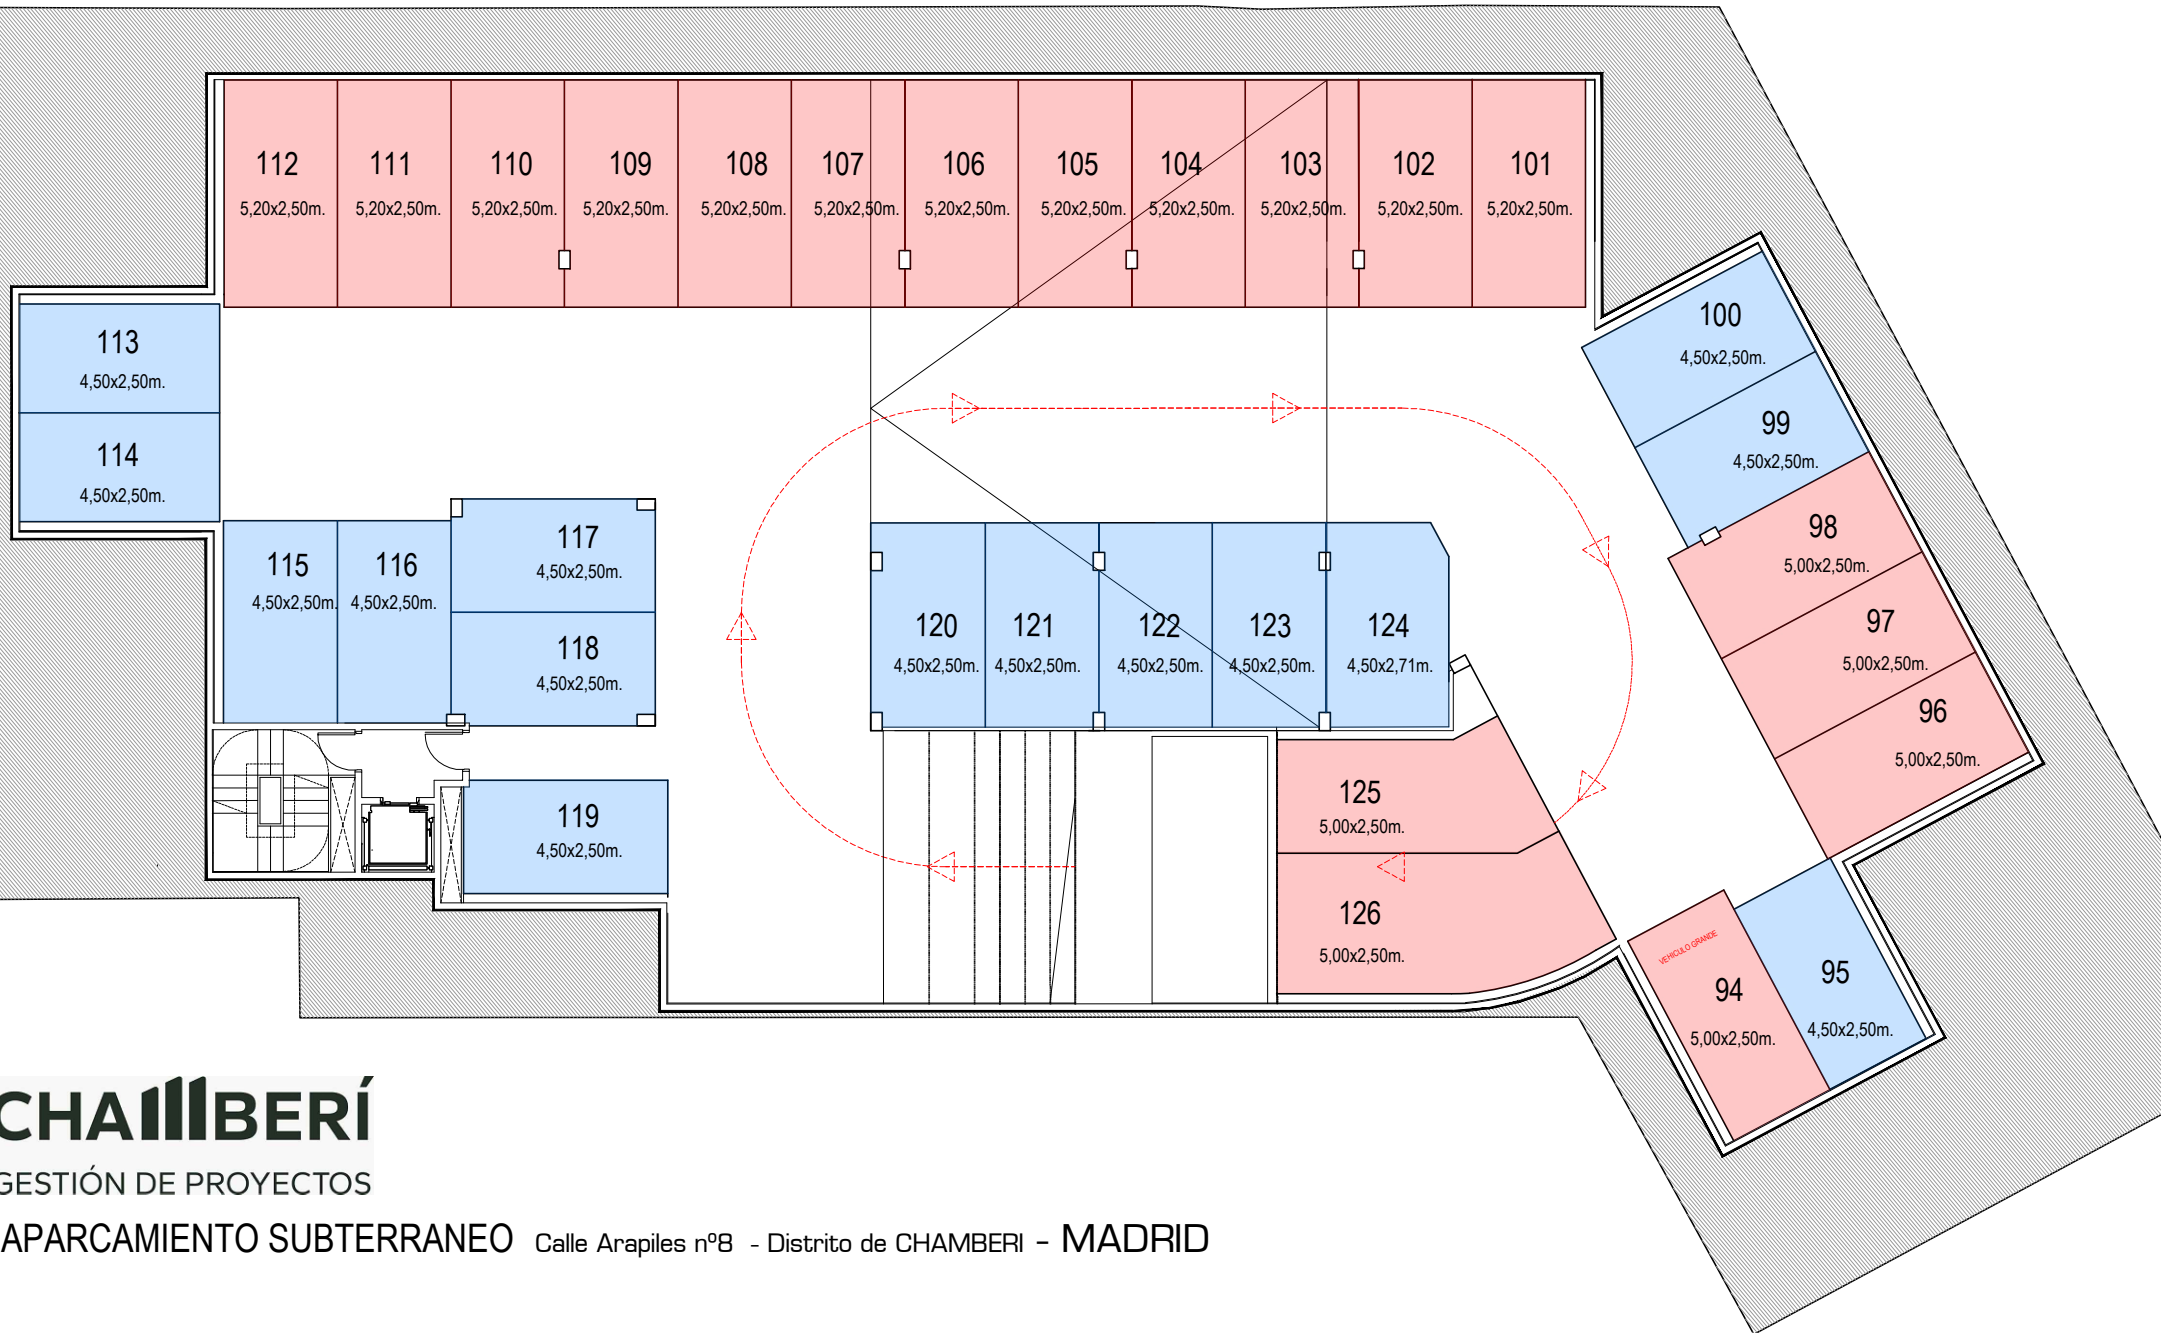 112
5,20x2,50m.
111
5,20x2,50m.
110
5,20x2,50m.
109
5,20x2,50m.
108
5,20x2,50m.
107
5,20x2,50m.
106
5,20x2,50m.
105
5,20x2,50m.
104
5,20x2,50m.
103
5,20x2,50m.
102
5,20x2,50m.
101
5,20x2,50m.
113
4,50x2,50m.
114
4,50x2,50m.
100
4,50x2,50m.
99
4,50x2,50m.
98
5,00x2,50m.
97
5,00x2,50m.
96
5,00x2,50m.
115
4,50x2,50m.
116
4,50x2,50m.
117
4,50x2,50m.
118
4,50x2,50m.
119
4,50x2,50m.
120
4,50x2,50m.
121
4,50x2,50m.
122
4,50x2,50m.
123
4,50x2,50m.
124
4,50x2,71m.
125
5,00x2,50m.
126
5,00x2,50m.
VEHICULO GRANDE
94
5,00x2,50m.
95
4,50x2,50m.
CHAMBERÍ
GESTIÓN DE PROYECTOS
APARCAMIENTO SUBTERRANEO Calle Arapiles nº8 - Distrito de CHAMBERI - MADRID